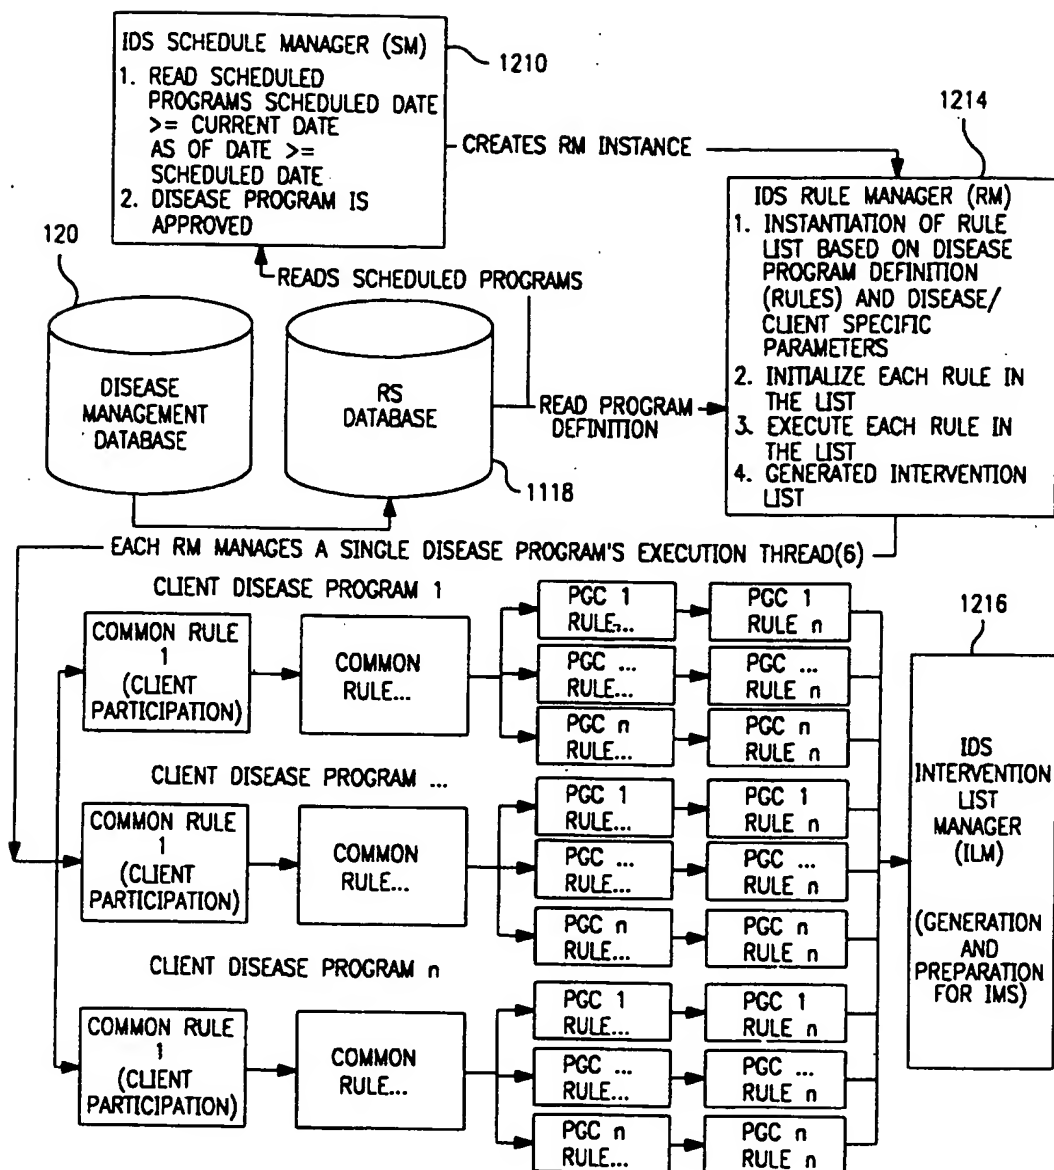 IDS SCHEDULE MANAGER (SM)
1. READ SCHEDULED
PROGRAMS SCHEDULED DATE
>= CURRENT DATE
AS OF DATE >=
SCHEDULED DATE
2. DISEASE PROGRAM IS
APPROVED
1210
CREATES RM INSTANCE
1214
IDS RULE MANAGER (RM)
1. INSTANTIATION OF RULE
LIST BASED ON DISEASE
PROGRAM DEFINITION
(RULES) AND DISEASE/
CLIENT SPECIFIC
PARAMETERS
2. INITIALIZE EACH RULE IN
THE LIST
3. EXECUTE EACH RULE IN
THE LIST
4. GENERATED INTERVENTION
LIST
120
READS SCHEDULED PROGRAMS
DISEASE
MANAGEMENT
DATABASE
RS
DATABASE
READ PROGRAM
DEFINITION
1118
EACH RM MANAGES A SINGLE DISEASE PROGRAM'S EXECUTION THREAD(6)
CLIENT DISEASE PROGRAM 1
COMMON RULE
1
(CLIENT
PARTICIPATION)
COMMON
RULE...
PGC 1
RULE...
PGC 1
RULE n
PGC ...
RULE...
PGC ...
RULE n
PGC n
RULE...
PGC n
RULE n
CLIENT DISEASE PROGRAM ...
COMMON RULE
1
(CLIENT
PARTICIPATION)
COMMON
RULE...
PGC 1
RULE...
PGC 1
RULE n
PGC ...
RULE...
PGC ...
RULE n
PGC n
RULE...
PGC n
RULE n
CLIENT DISEASE PROGRAM n
COMMON RULE
1
(CLIENT
PARTICIPATION)
COMMON
RULE...
PGC 1
RULE...
PGC 1
RULE n
PGC ...
RULE...
PGC ...
RULE n
PGC n
RULE...
PGC n
RULE n
1216
IDS
INTERVENTION
LIST
MANAGER
(ILM)
(GENERATION
AND
PREPARATION
FOR IMS)